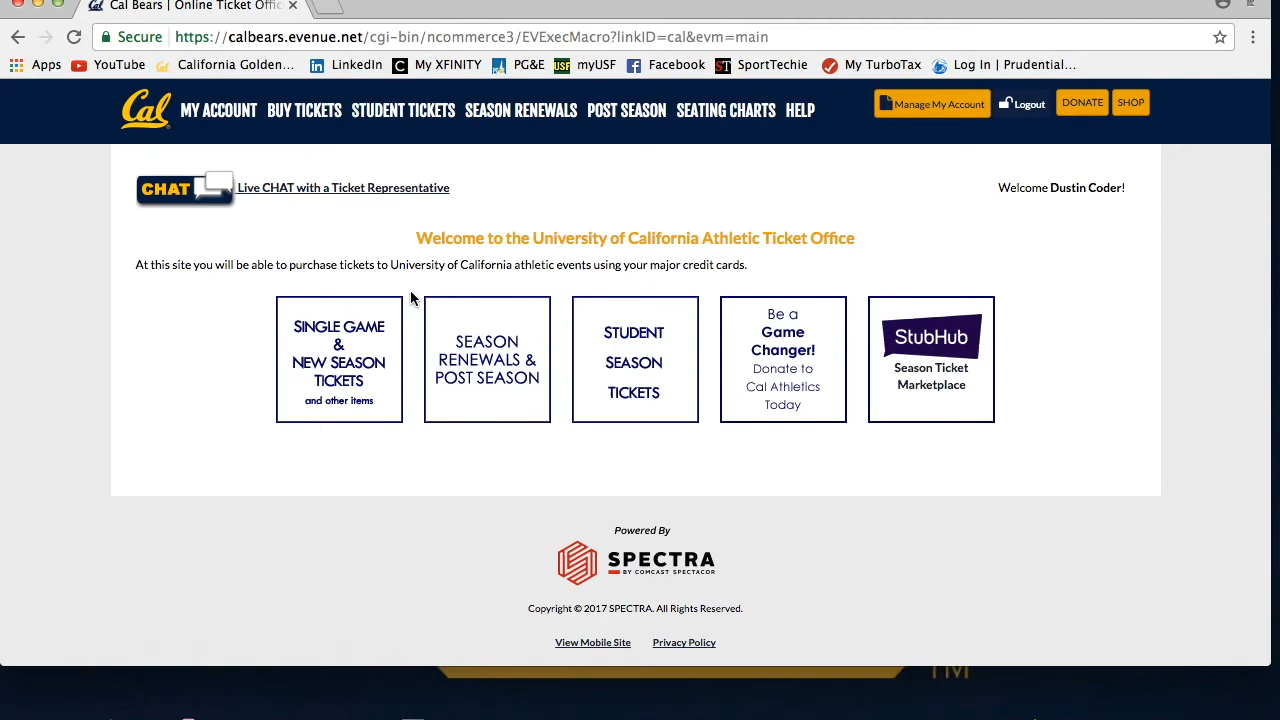 Cal Bears | Online Ticket Offic
Secure https://calbears.evenue.net/cgi-bin/ncommerce3/EVExecMacro?linkID=cal&evm=main
Apps YouTube California Golden... LinkedIn My XFINITY PG&E myUSF Facebook SportTechie My TurboTax Log In | Prudential...
Cal MY ACCOUNT BUY TICKETS STUDENT TICKETS SEASON RENEWALS POST SEASON SEATING CHARTS HELP Manage My Account Logout DONATE SHOP
CHAT Live CHAT with a Ticket Representative
Welcome Dustin Coder!
Welcome to the University of California Athletic Ticket Office
At this site you will be able to purchase tickets to University of California athletic events using your major credit cards.
SINGLE GAME
&
NEW SEASON
TICKETS
and other items
SEASON
RENEWALS &
POST SEASON
STUDENT
SEASON
TICKETS
Be a
Game
Changer!
Donate to
Cal Athletics
Today
StubHub
Season Ticket
Marketplace
Powered By
SPECTRA
BY COMCAST SPECTACOR
Copyright © 2017 SPECTRA. All Rights Reserved.
View Mobile Site Privacy Policy
TM